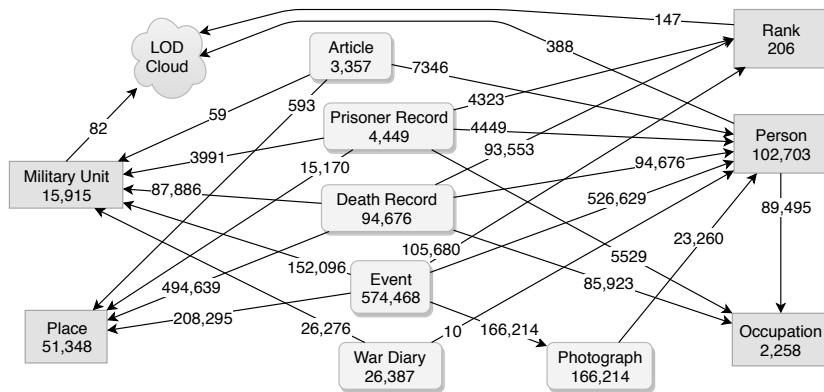 147
Rank
206
LOD
Cloud
Article
3,357
388
7346
593
59
82
Prisoner Record
4,449
4323
4449
93,553
Person
102,703
3991
15,170
Military Unit
15,915
87,886
Death Record
94,676
94,676
526,629
89,495
23,260
105,680
5529
152,096
Event
574,468
494,639
85,923
208,295
Place
51,348
26,276
10
166,214
War Diary
26,387
Photograph
166,214
Occupation
2,258